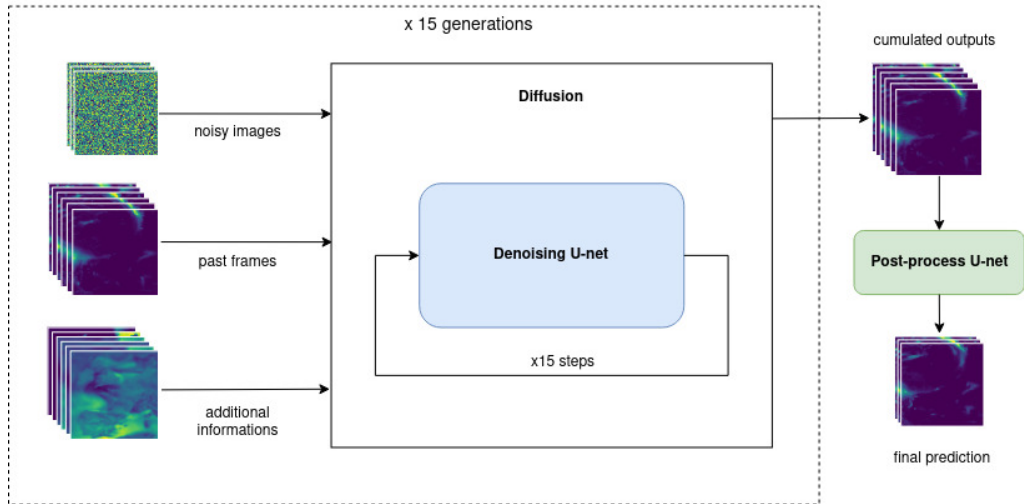 x 15 generations
cumulated outputs
Diffusion
noisy images
Denoising U-net
past frames
Post-process U-net
x15 steps
additional
informations
final prediction